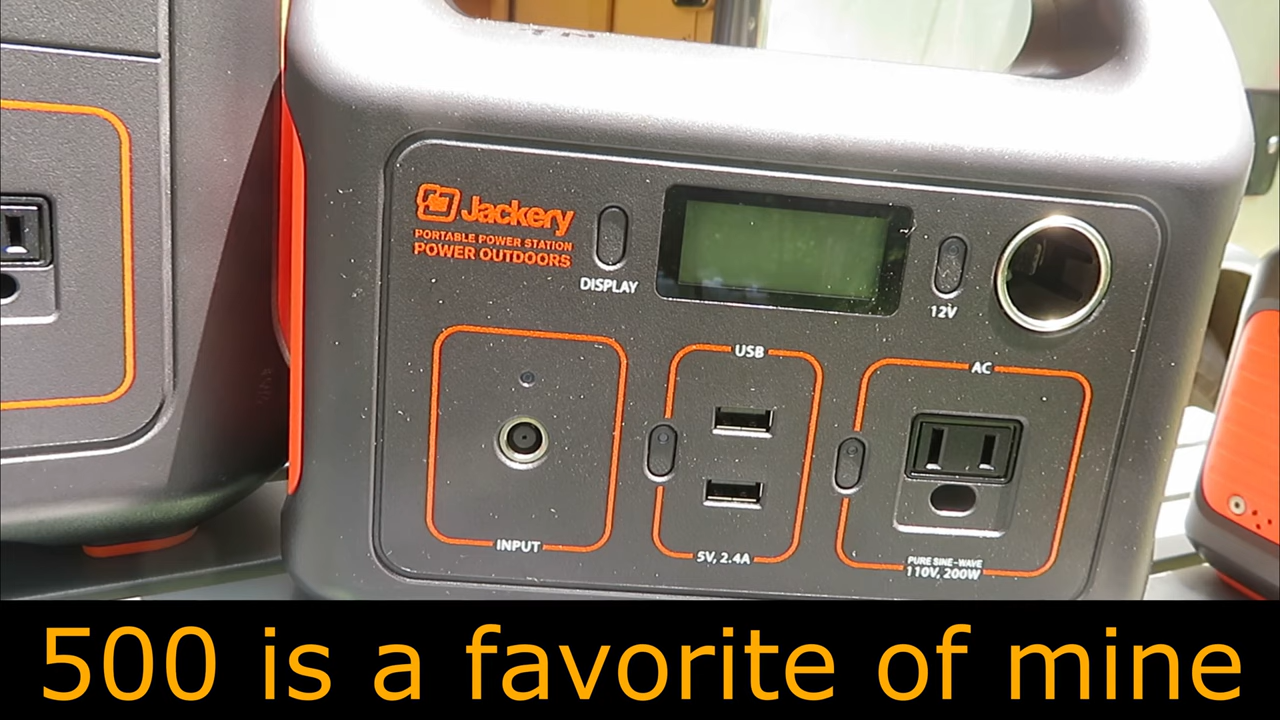 Jackery
PORTABLE POWER STATION
POWER OUTDOORS
DISPLAY
12V
USB
AC
INPUT
5V, 2.4A
PURE SINE-WAVE
110V, 200W
500 is a favorite of mine